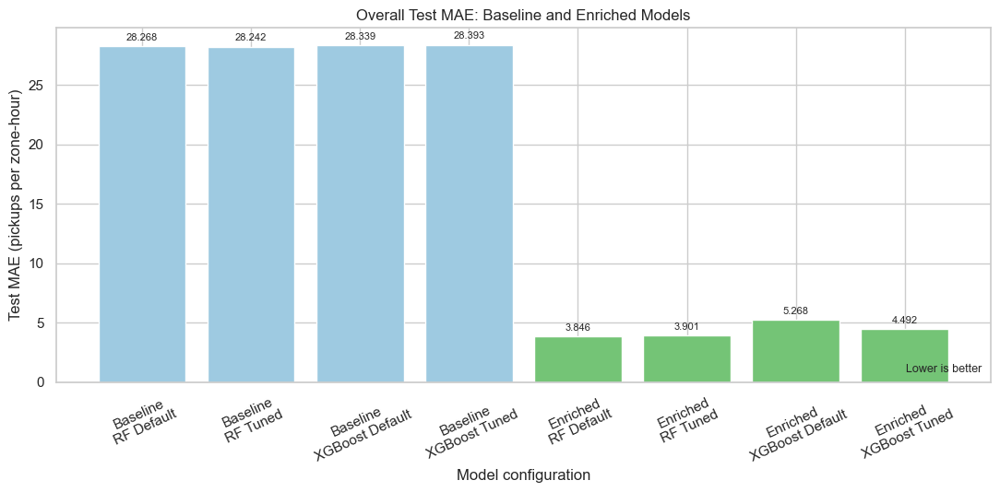 Overall Test MAE: Baseline and Enriched Models
Test MAE (pickups per zone-hour)
25
20
15
10
5
0
28.268
28.242
28.339
28.393
3.846
3.901
5.268
4.492
Lower is better
Baseline
RF Default
Baseline
RF Tuned
Baseline
XGBoost Default
Baseline
XGBoost Tuned
Enriched
RF Default
Enriched
RF Tuned
Enriched
XGBoost Default
Enriched
XGBoost Tuned
Model configuration